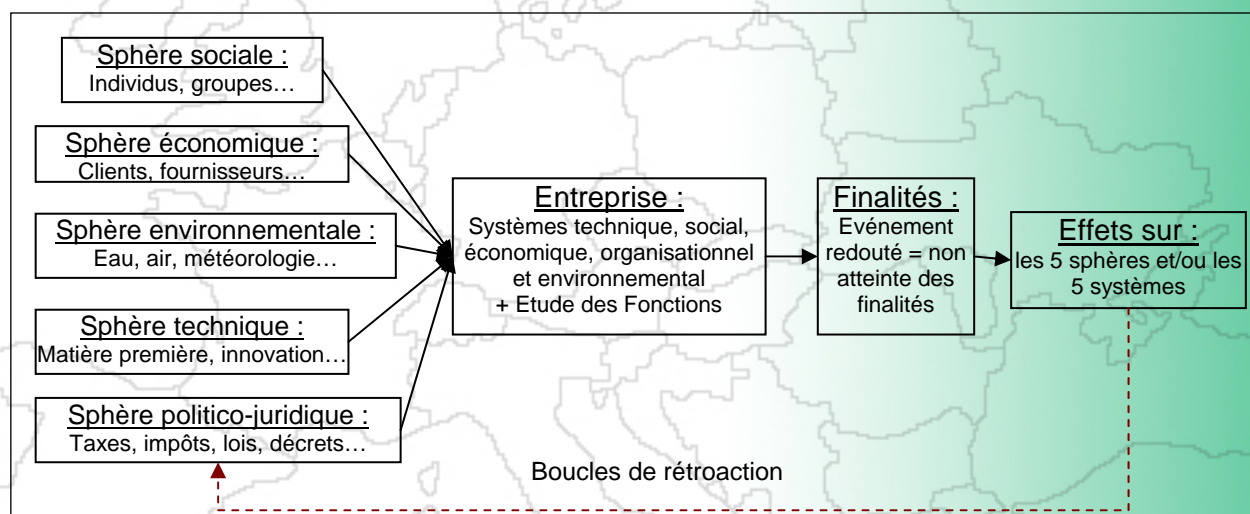 Sphère sociale :
Individus, groupes…
Sphère économique :
Clients, fournisseurs…
Sphère environnementale :
Eau, air, météorologie…
Sphère technique :
Matière première, innovation…
Sphère politico-juridique :
Taxes, impôts, lois, décrets…
Entreprise :
Systèmes technique, social,
économique, organisationnel
et environnemental
+ Etude des Fonctions
Finalités :
Evénement
redouté = non
atteinte des
finalités
Effets sur :
les 5 sphères et/ou les
5 systèmes
Boucles de rétroaction